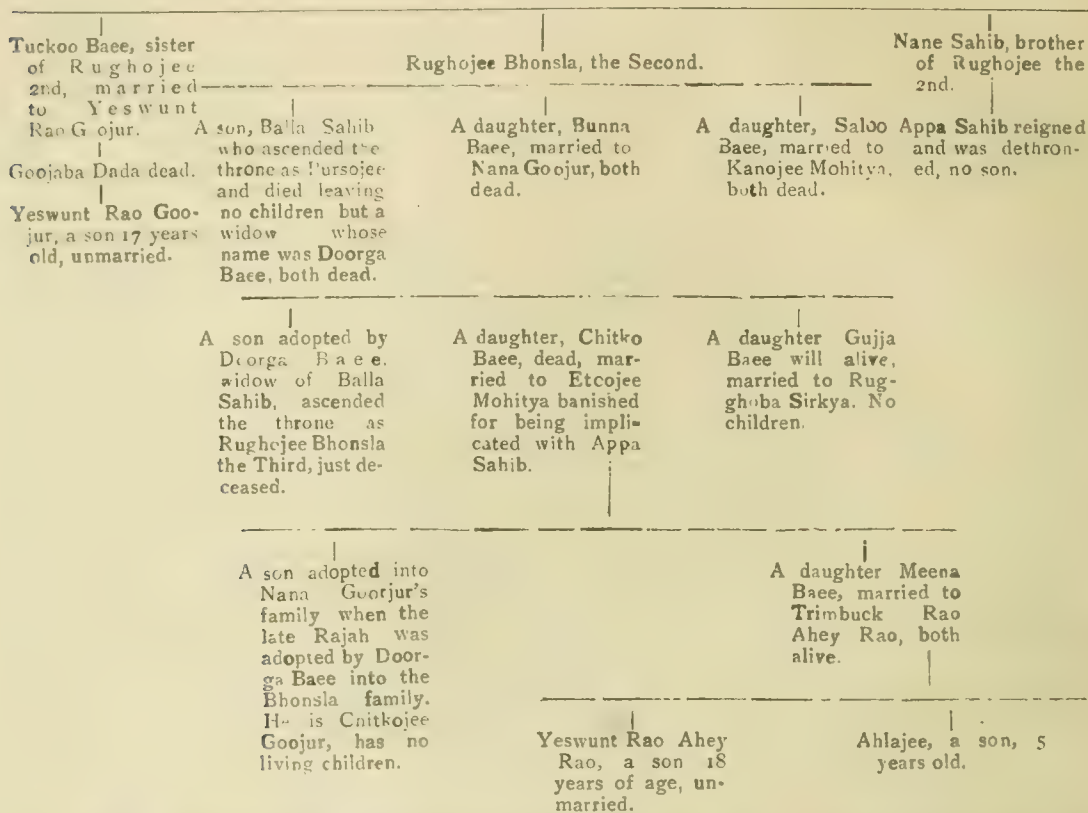 Tuckoo Baee, sister
of Rughojee
2nd, married
to Yeswunt
Rao Goojur.
Goojaba Dada dead.
Yeswunt Rao Goo-
jur, a son 17 years
old, unmarried.
Rughojee Bhonsla, the Second.
Nane Sahib, brother
of Rughojee the
2nd.
A son, Balla Sahib
who ascended the
throne as Pursojee
and died leaving
no children but a
widow whose
name was Doorga
Baee, both dead.
A daughter, Bunna
Baee, married to
Nana Goojur, both
dead.
A daughter, Saloo
Baee, married to
Kanojee Mohitya,
both dead.
Appa Sahib reigned
and was dethron-
ed, no son.
A son adopted by
Doorga Baee,
widow of Balla
Sahib, ascended
the throne as
Rughojee Bhonsla
the Third, just de-
ceased.
A daughter, Chitko
Baee, dead, mar-
ried to Etcojee
Mohitya banished
for being impli-
cated with Appa
Sahib.
A daughter Gujja
Baee will alive,
married to Rug-
ghoba Sirkya. No
children.
A son adopted into
Nana Goorjur's
family when the
late Rajah was
adopted by Door-
ga Baee into the
Bhonsla family.
He is Cnitkojee
Goojur, has no
living children.
A daughter Meena
Baee, married to
Trimbuck Rao
Ahey Rao, both
alive.
Yeswunt Rao Ahey
Rao, a son 18
years of age, un-
married.
Ahlajee, a son, 5
years old.